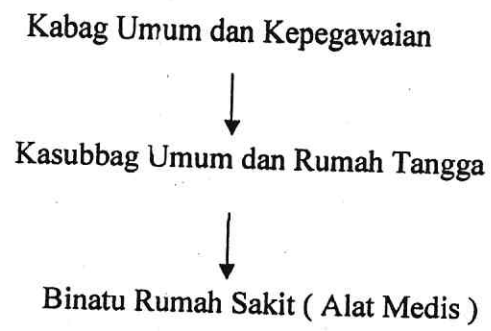 Kabag Umum dan Kepegawaian
Kasubbag Umum dan Rumah Tangga
Binatu Rumah Sakit ( Alat Medis )